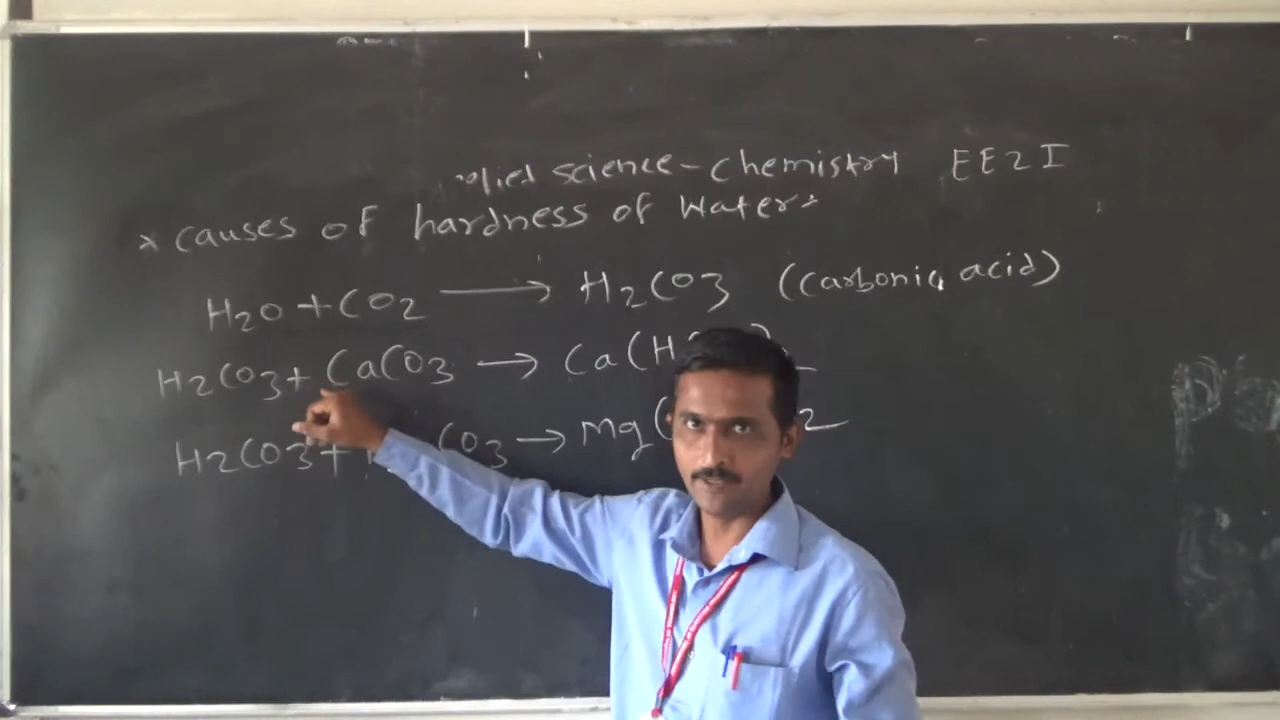 science-chemistry EE2I
* causes of hardness of water
H2O + CO2 → H2CO3 (carbonic acid)
H2CO3 + CaCO3 → Ca(H
H2CO3 + CO3 → Mg( 2